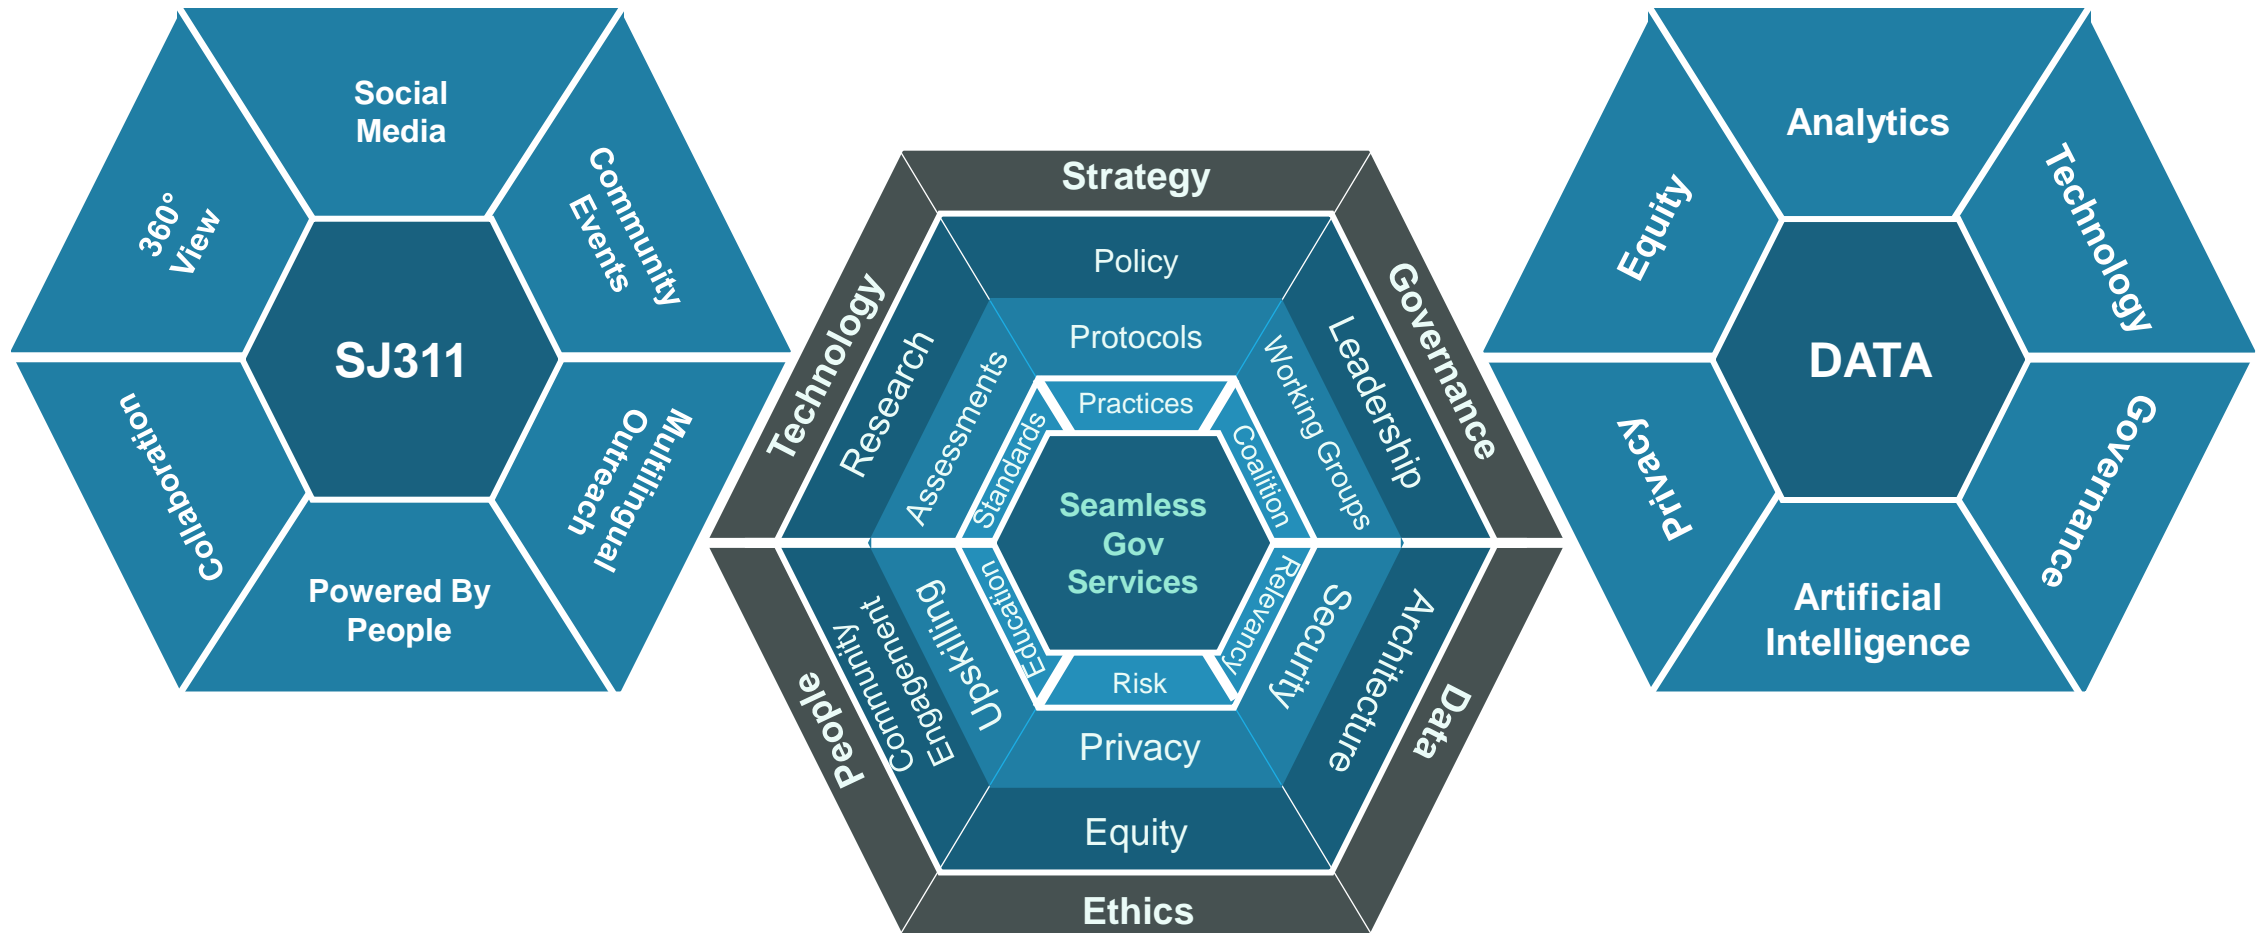 Social
Media
Community
Events
360°
View
SJ311
Collaboration
Multilingual
Outreach
Powered By
People
Strategy
Technology
Governance
Policy
Research
Leadership
Protocols
Assessments
Working Groups
Practices
Standards
Coalition
Seamless
Gov
Services
Education
Relevancy
Risk
Upskilling
Security
Privacy
Community
Engagement
Architecture
Equity
People
Data
Ethics
Analytics
Equity
Technology
DATA
Privacy
Governance
Artificial
Intelligence